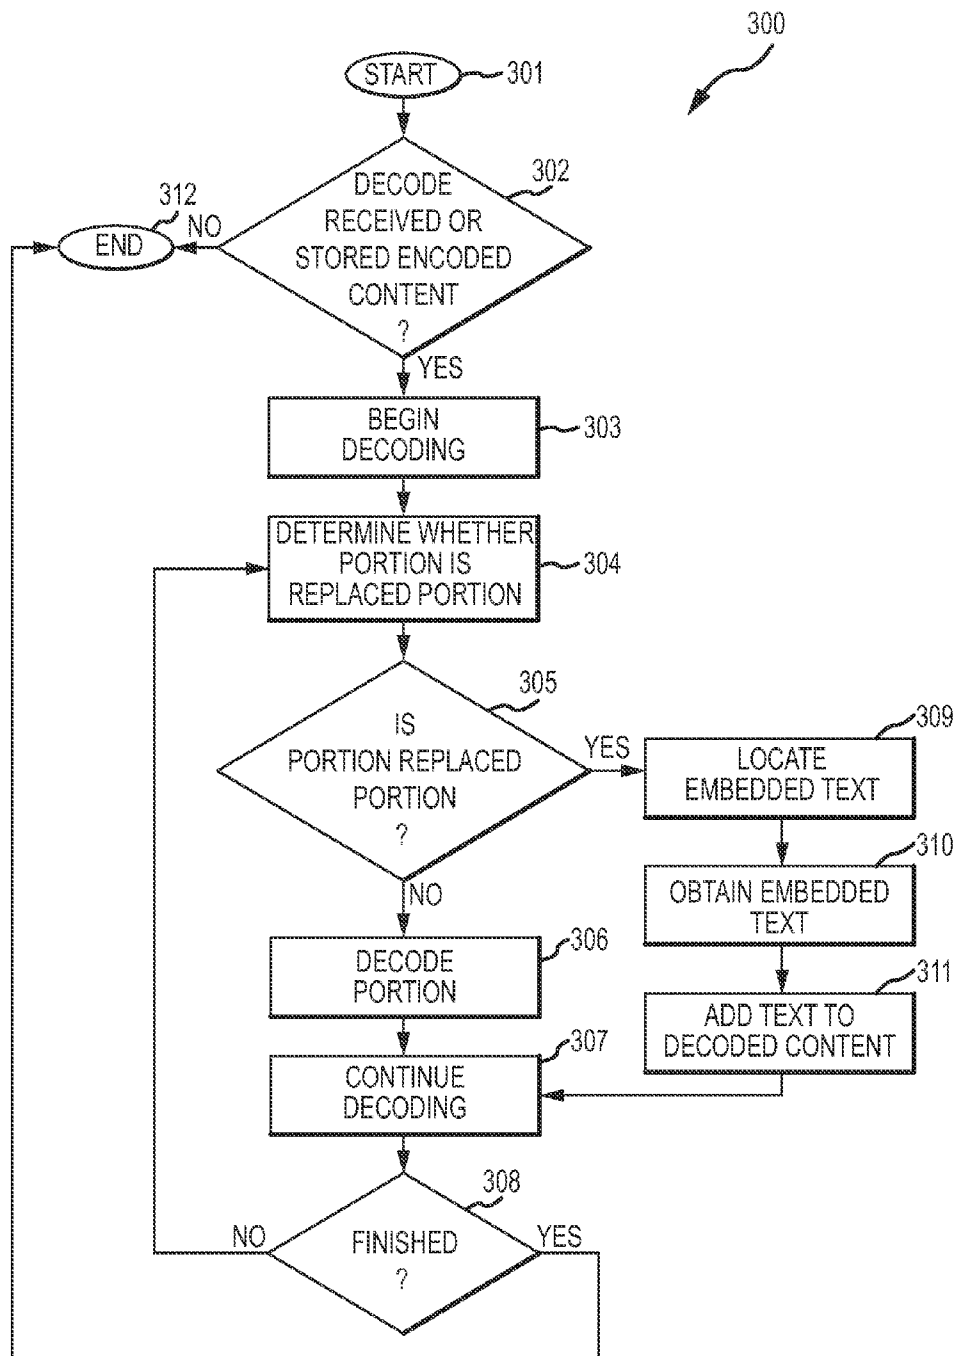 300
START
301
DECODE
RECEIVED OR
STORED ENCODED
CONTENT
?
302
312
NO
END
YES
BEGIN
DECODING
303
DETERMINE WHETHER
PORTION IS
REPLACED PORTION
304
305
IS
PORTION REPLACED
PORTION
?
YES
309
LOCATE
EMBEDDED TEXT
310
OBTAIN EMBEDDED
TEXT
311
ADD TEXT TO
DECODED CONTENT
NO
306
DECODE
PORTION
307
CONTINUE
DECODING
308
NO
FINISHED
?
YES